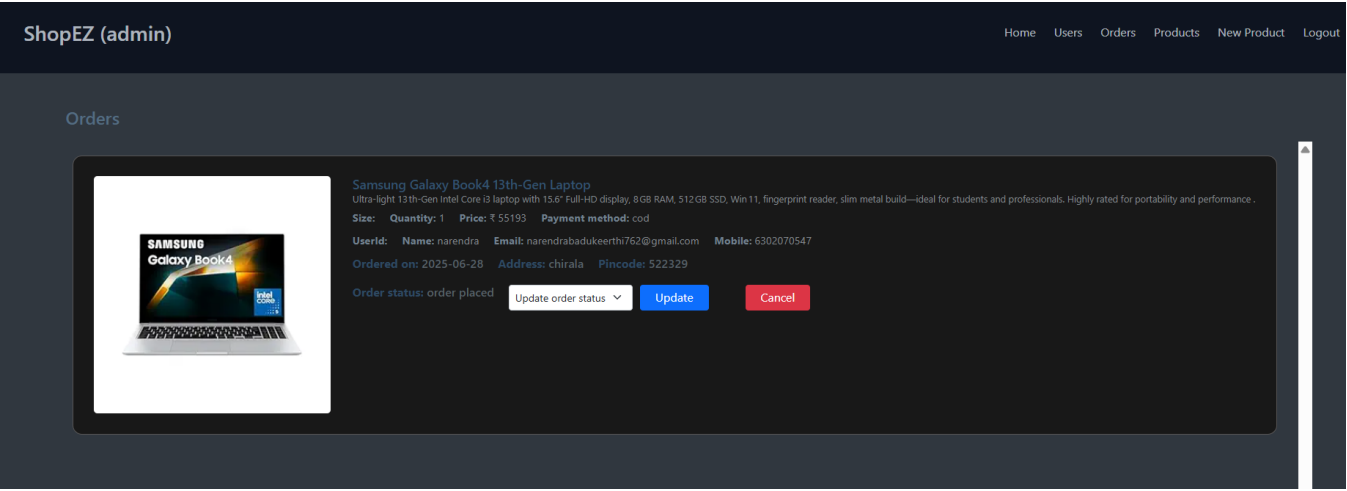 ShopEZ (admin)
Home Users Orders Products New Product Logout
Orders
Samsung Galaxy Book4 13th-Gen Laptop
Ultra-light 13th-Gen Intel Core i3 laptop with 15.6" Full-HD display, 8 GB RAM, 512 GB SSD, Win 11, fingerprint reader, slim metal build—ideal for students and professionals. Highly rated for portability and performance .
Size: Quantity: 1 Price: ₹ 55193 Payment method: cod
UserId: Name: narendra Email: narendrabadukeerthi762@gmail.com Mobile: 6302070547
Ordered on: 2025-06-28 Address: chirala Pincode: 522329
Order status: order placed Update order status Update Cancel
SAMSUNG
Galaxy Book4
intel
CORE